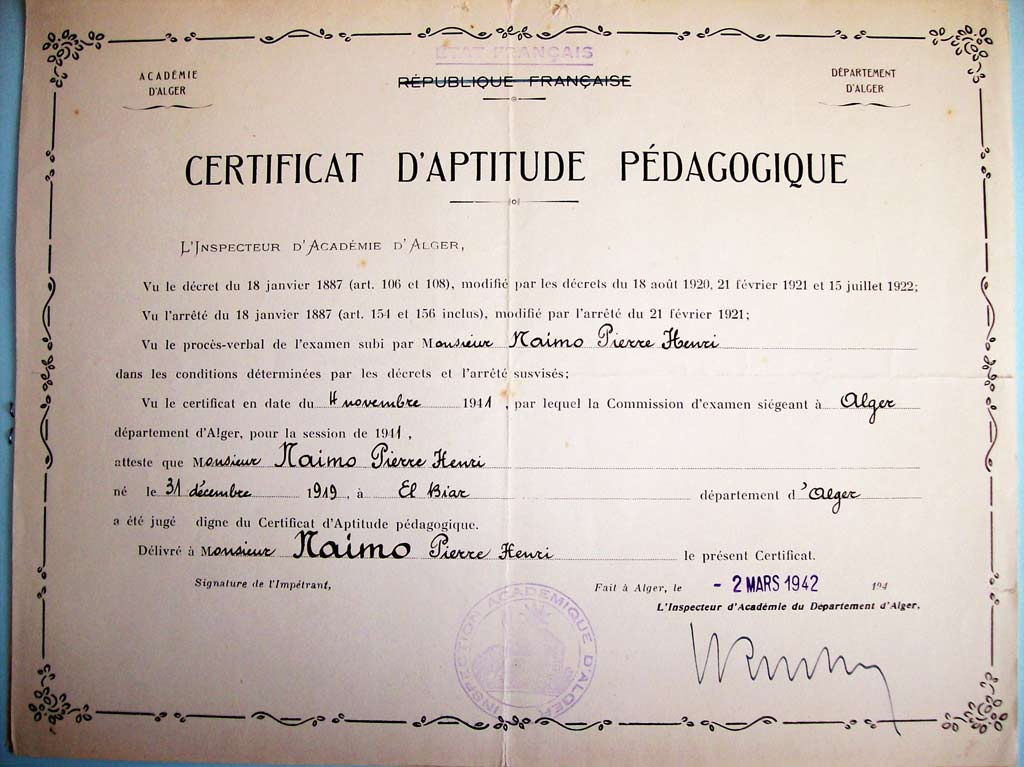 ÉTAT FRANÇAIS
ACADÉMIE
D'ALGER
RÉPUBLIQUE FRANÇAISE
DÉPARTEMENT
D'ALGER
CERTIFICAT D'APTITUDE PÉDAGOGIQUE
L'INSPECTEUR D'ACADÉMIE D'ALGER,
Vu le décret du 18 janvier 1887 (art. 106 et 108), modifié par les décrets du 18 août 1920, 21 février 1921 et 15 juillet 1922;
Vu l'arrêté du 18 janvier 1887 (art. 154 et 156 inclus), modifié par l'arrêté du 21 février 1921;
Vu le procès-verbal de l'examen subi par Monsieur Naimo Pierre Henri
dans les conditions déterminées par les décrets et l'arrêté susvisés;
Vu le certificat en date du 4 novembre 1941, par lequel la Commission d'examen siégeant à Alger
département d'Alger, pour la session de 1941,
atteste que Monsieur Naimo Pierre Henri
né le 31 décembre 1919, à El Biar département d'Alger
a été jugé digne du Certificat d'Aptitude pédagogique.
Délivré à Monsieur Naimo Pierre Henri le présent Certificat.
Signature de l'Impétrant,
Fait à Alger, le - 2 MARS 1942 194
L'Inspecteur d'Académie du Département d'Alger,
INSPECTION ACADÉMIQUE D'ALGER